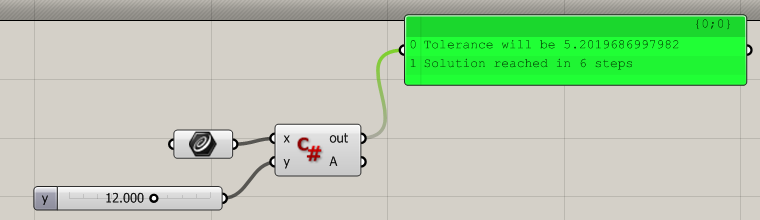 {0;0}
0 Tolerance will be 5.2019686997982
1 Solution reached in 6 steps
x out
C#
y A
y 12.000